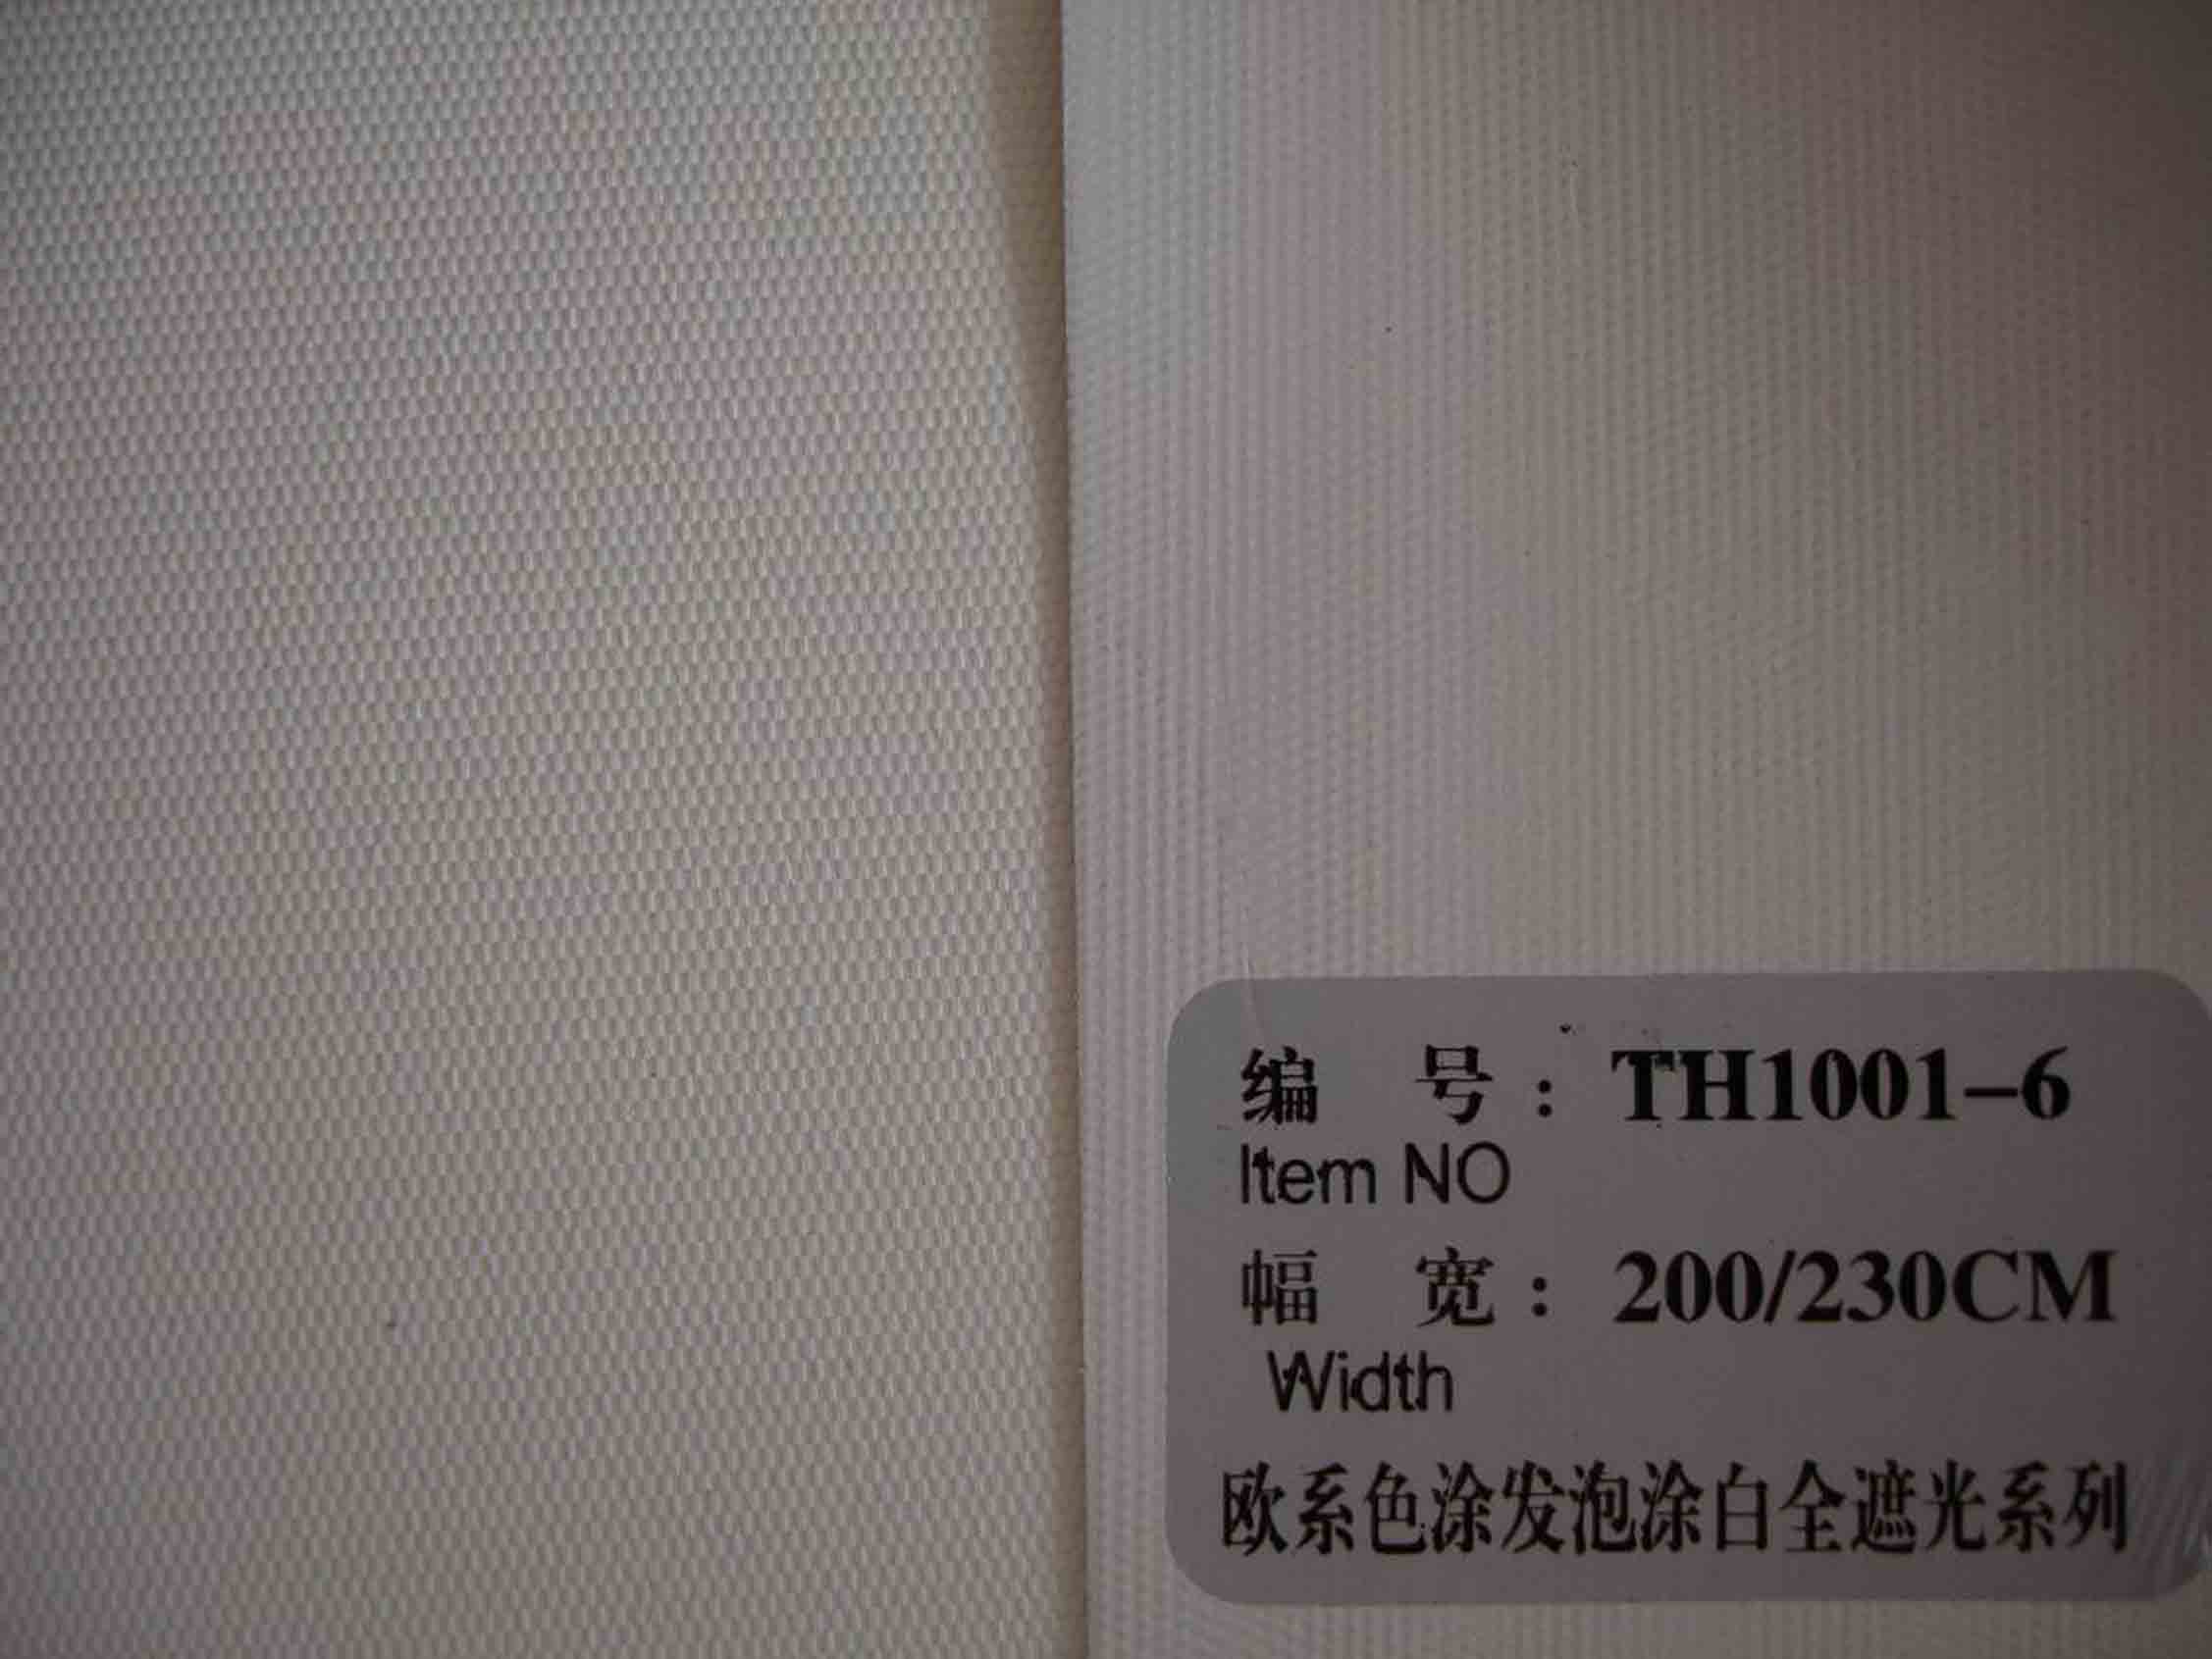 编 号：TH1001-6
Item NO
幅 宽：200/230CM
Width
欧系色涂发泡涂白全遮光系列